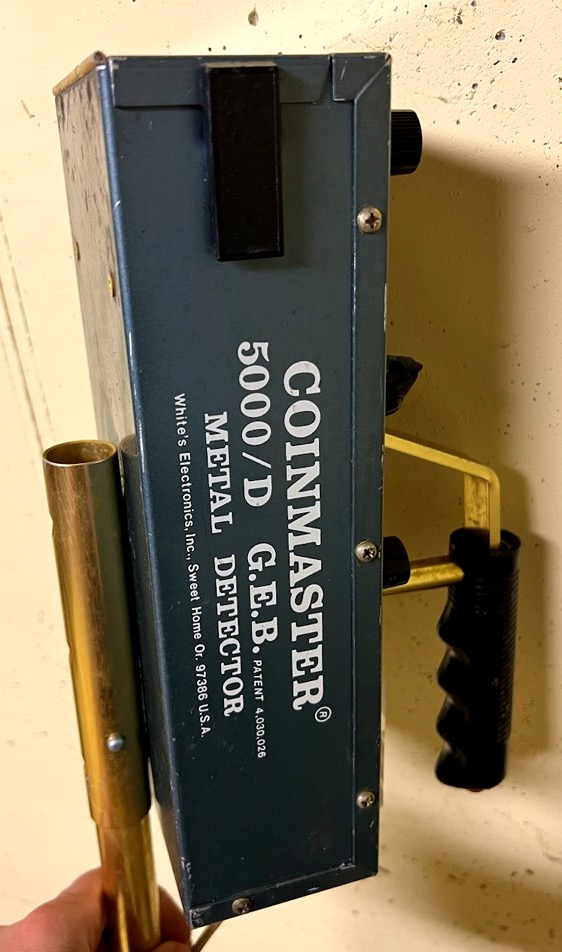 COINMASTER®
5000/D G.E.B. PATENT 4,030,026
METAL DETECTOR
White's Electronics, Inc., Sweet Home Or. 97386 U.S.A.